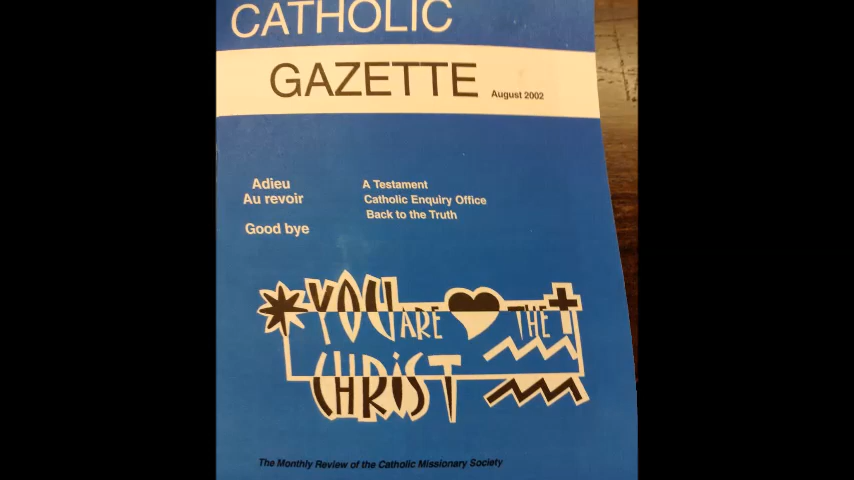 CATHOLIC
GAZETTE August 2002
Adieu
Au revoir
Good bye
A Testament
Catholic Enquiry Office
Back to the Truth
YOU ARE THE
CHRiST
The Monthly Review of the Catholic Missionary Society